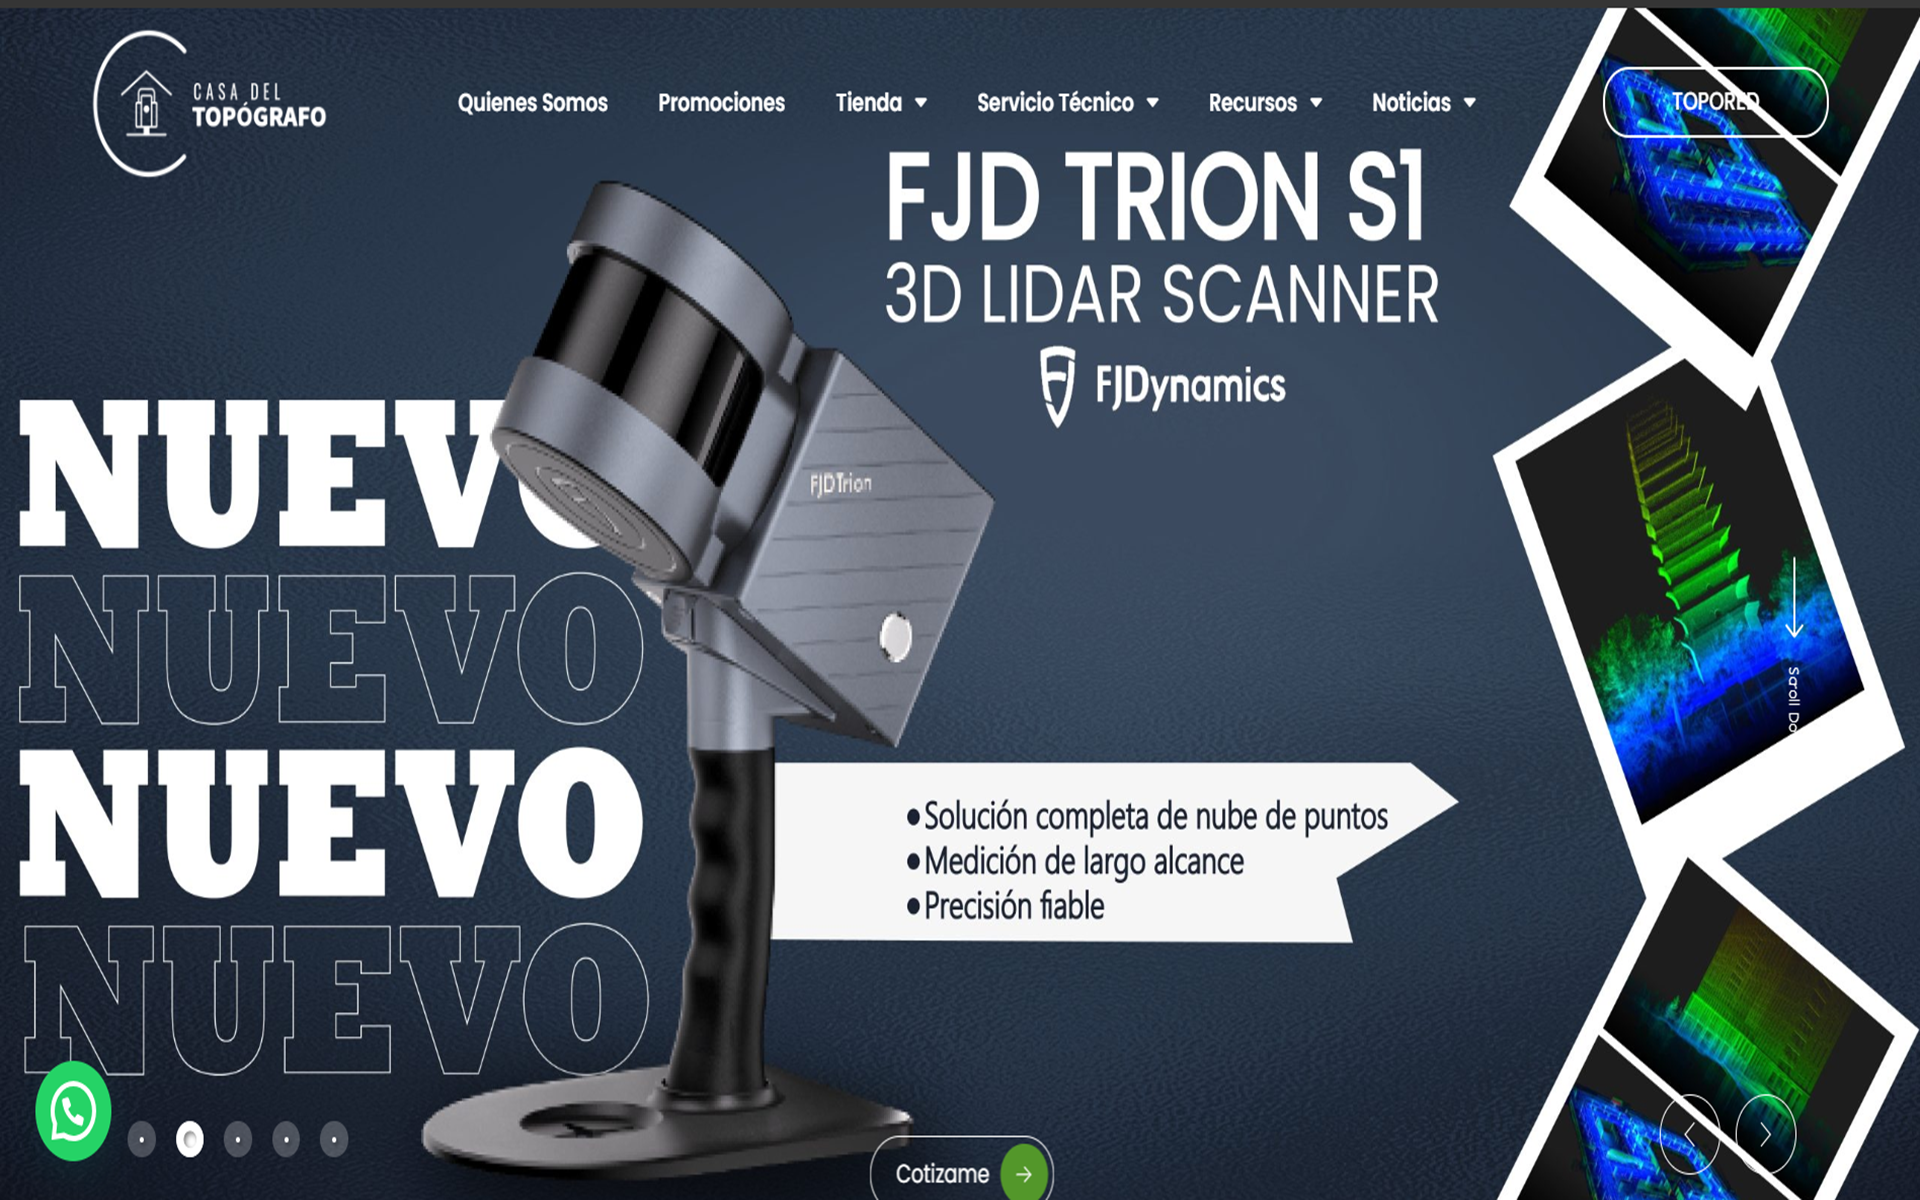 CASA DEL
TOPÓGRAFO
Quienes Somos
Promociones
Tienda
Servicio Técnico
Recursos
Noticias
TOPORED
FJD TRION S1
3D LIDAR SCANNER
FJDynamics
NUEVO
NUEVO
NUEVO
NUEVO
FJDTrion
•Solución completa de nube de puntos
•Medición de largo alcance
•Precisión fiable
Scroll Do
Cotizame